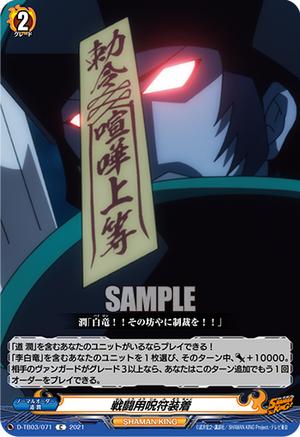 2
グレード
勅令
喧嘩上等
SAMPLE
潤「白竜！！その坊やに制裁を！！」
ノーマルオーダー
道 潤
D-TB03/071 C 2021
「道 潤」を含むあなたのユニットがいるならプレイできる！
「李白竜」を含むあなたのユニットを１枚選び、そのターン中、+10000。
相手のヴァンガードがグレード３以上なら、あなたはこのターン追加でもう１回
オーダーをプレイできる。
戦闘用呪符装着
SHAMAN KING
SHAMAN KING